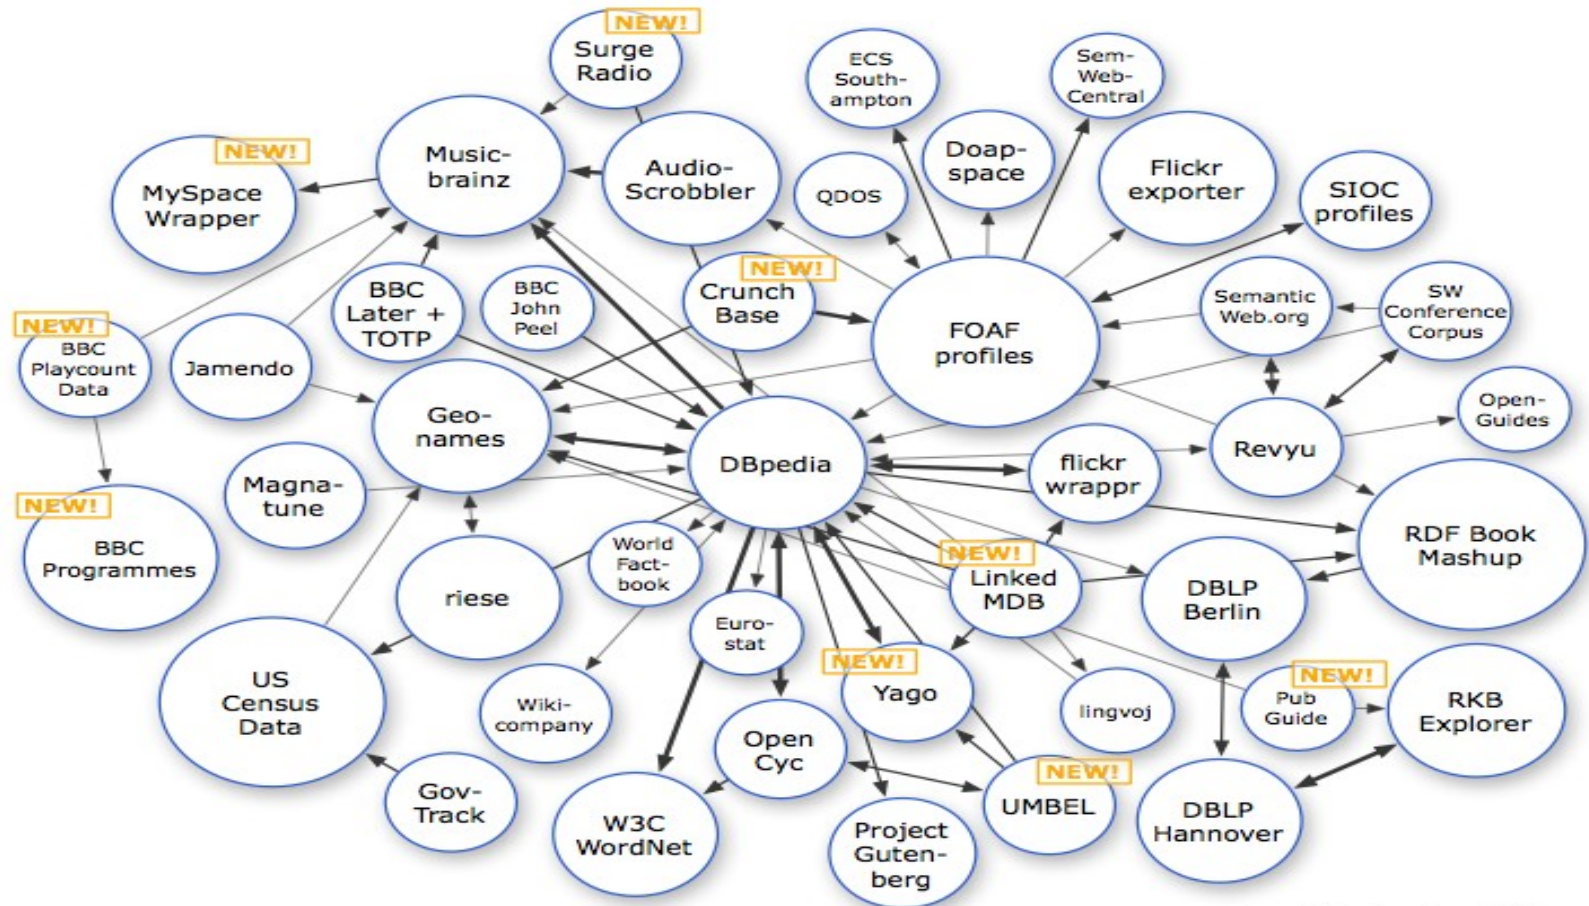 NEW!
Surge
Radio
ECS
South-
ampton
Sem-
Web-
Central
Music-
brainz
Audio-
Scrobbler
Doap-
space
Flickr
exporter
NEW!
MySpace
Wrapper
QDOS
SIOC
profiles
NEW!
Crunch
Base
BBC
Later +
TOTP
BBC
John
Peel
FOAF
profiles
Semantic
Web.org
SW
Conference
Corpus
NEW!
BBC
Playcount
Data
Jamendo
Geo-
names
DBpedia
flickr
wrappr
Revyu
Open-
Guides
Magna-
tune
NEW!
BBC
Programmes
riese
World
Fact-
book
NEW!
Linked
MDB
DBLP
Berlin
RDF Book
Mashup
Euro-
stat
US
Census
Data
Wiki-
company
NEW!
Yago
lingvoj
NEW!
Pub
Guide
RKB
Explorer
Open
Cyc
Gov-
Track
W3C
WordNet
Project
Guten-
berg
NEW!
UMBEL
DBLP
Hannover